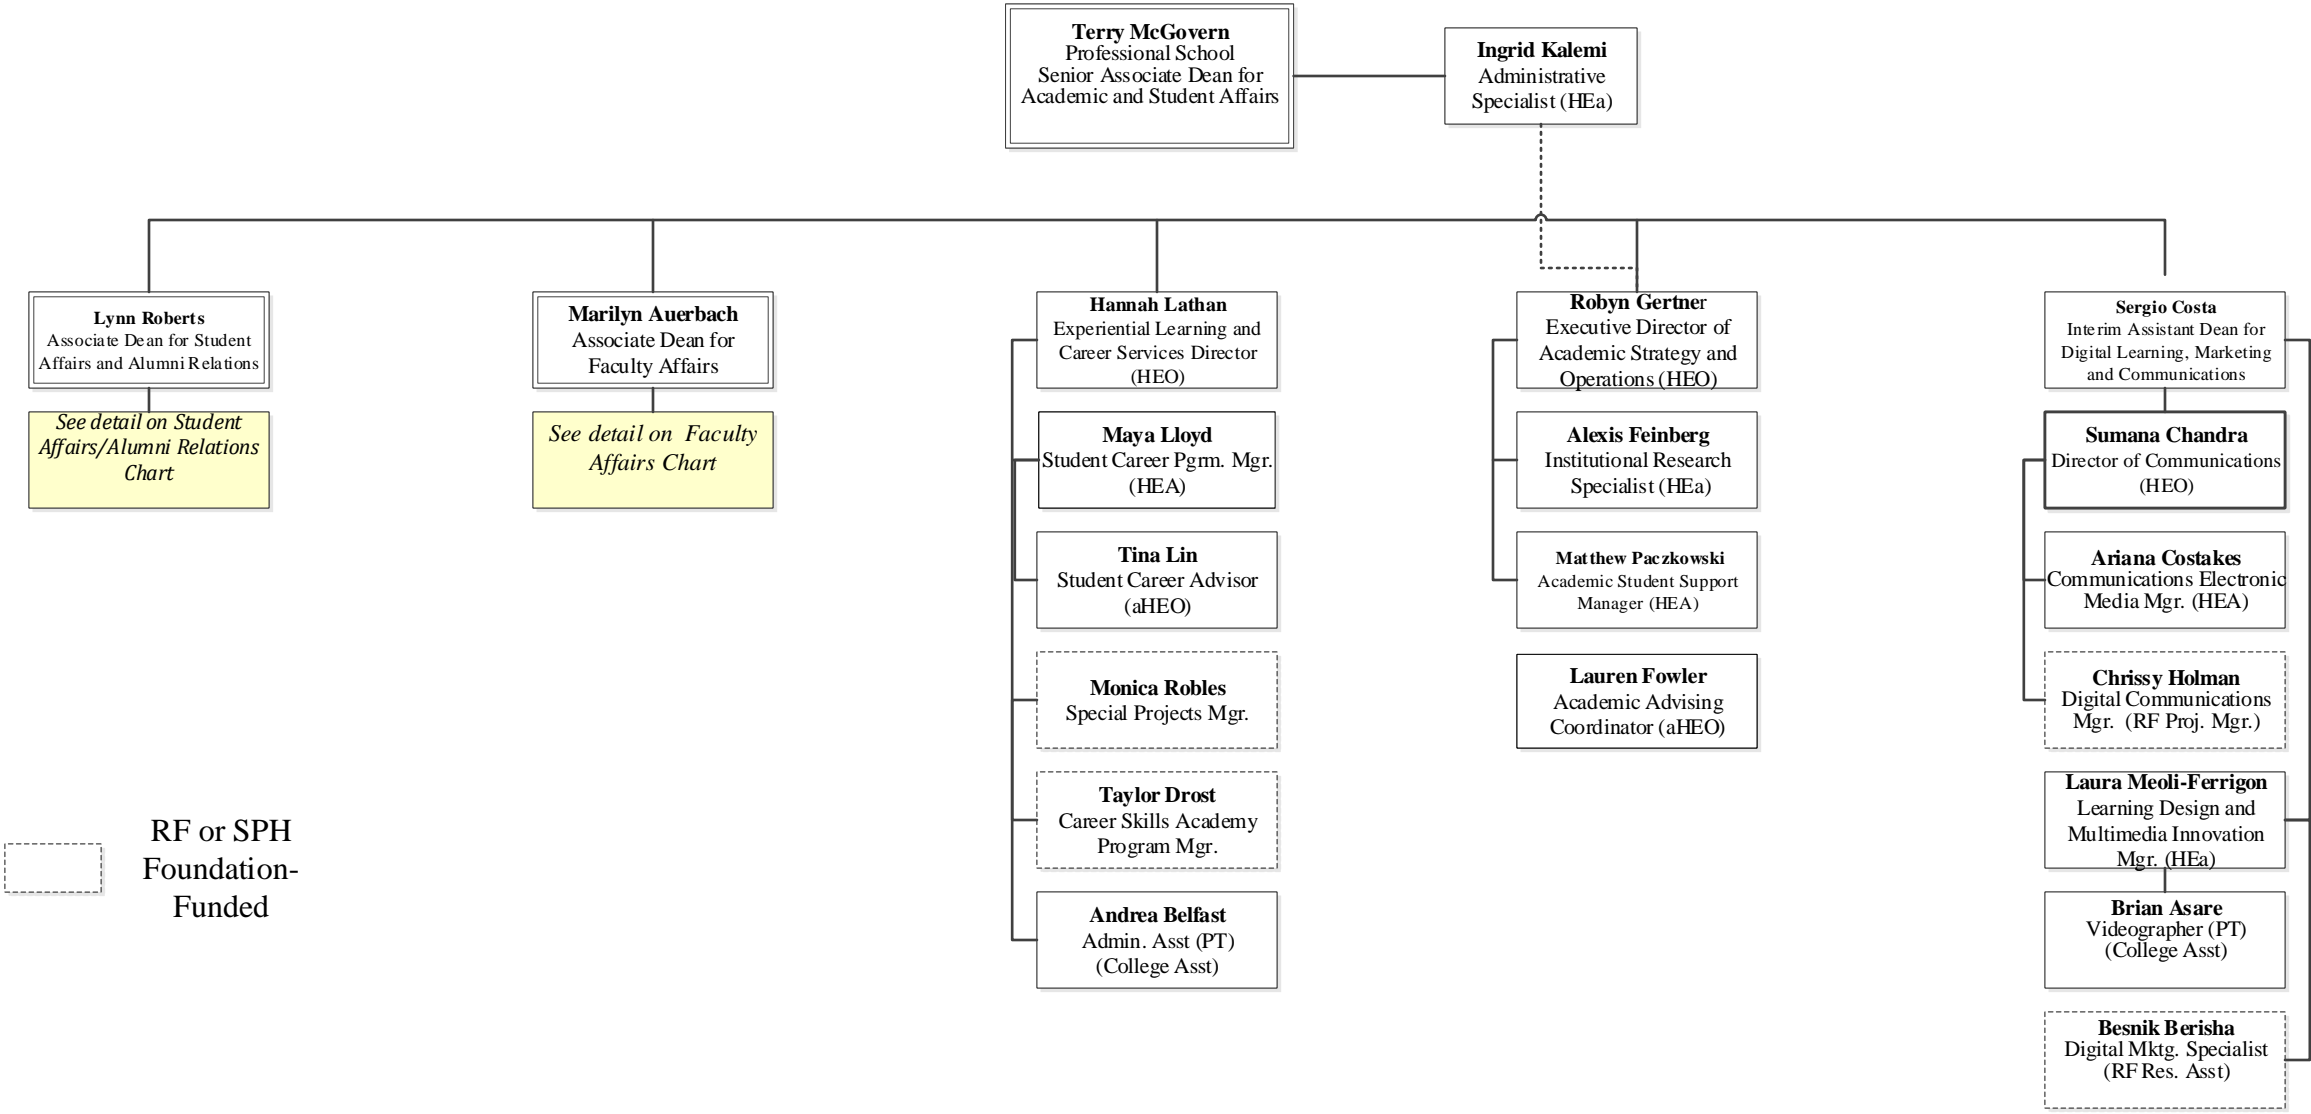 Terry McGovern
Professional School
Senior Associate Dean for
Academic and Student Affairs
Ingrid Kalemi
Administrative
Specialist (HEa)
Lynn Roberts
Associate Dean for Student
Affairs and Alumni Relations
See detail on Student
Affairs/Alumni Relations
Chart
Marilyn Auerbach
Associate Dean for
Faculty Affairs
See detail on Faculty
Affairs Chart
Hannah Lathan
Experiential Learning and
Career Services Director
(HEO)
Maya Lloyd
Student Career Pgrm. Mgr.
(HEA)
Tina Lin
Student Career Advisor
(aHEO)
Monica Robles
Special Projects Mgr.
Taylor Drost
Career Skills Academy
Program Mgr.
Andrea Belfast
Admin. Asst (PT)
(College Asst)
Robyn Gertner
Executive Director of
Academic Strategy and
Operations (HEO)
Alexis Feinberg
Institutional Research
Specialist (HEa)
Matthew Paczkowski
Academic Student Support
Manager (HEA)
Lauren Fowler
Academic Advising
Coordinator (aHEO)
Sergio Costa
Interim Assistant Dean for
Digital Learning, Marketing
and Communications
Sumana Chandra
Director of Communications
(HEO)
Ariana Costakes
Communications Electronic
Media Mgr. (HEA)
Chrissy Holman
Digital Communications
Mgr. (RF Proj. Mgr.)
Laura Meoli-Ferrigon
Learning Design and
Multimedia Innovation
Mgr. (HEa)
Brian Asare
Videographer (PT)
(College Asst)
Besnik Berisha
Digital Mktg. Specialist
(RF Res. Asst)
RF or SPH
Foundation-
Funded